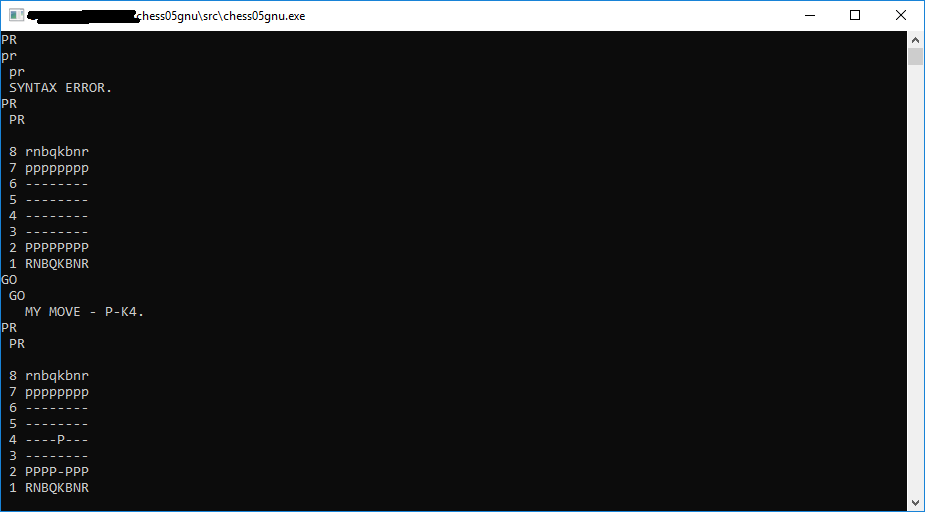 chess05gnu\src\chess05gnu.exe
PR
pr
 pr
 SYNTAX ERROR.
PR
 PR

 8 rnbqkbnr
 7 pppppppp
 6 --------
 5 --------
 4 --------
 3 --------
 2 PPPPPPPP
 1 RNBQKBNR
GO
 GO
   MY MOVE - P-K4.
PR
 PR

 8 rnbqkbnr
 7 pppppppp
 6 --------
 5 --------
 4 ----P---
 3 --------
 2 PPPP-PPP
 1 RNBQKBNR